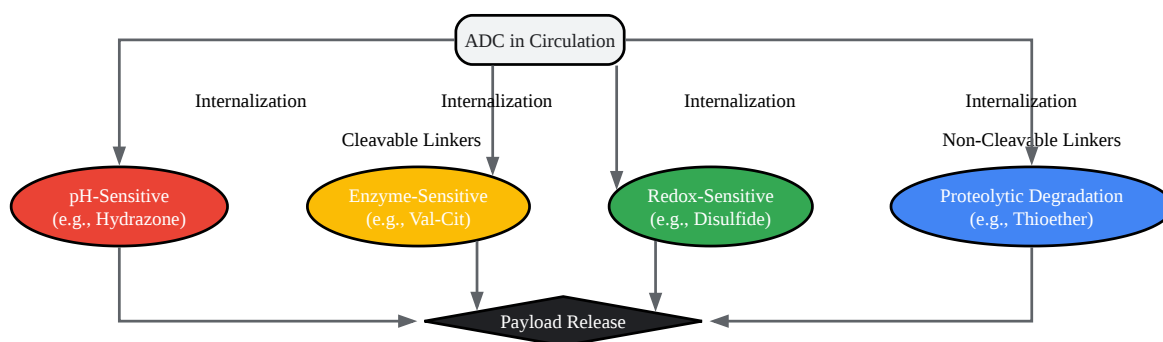 ADC in Circulation
Internalization
Internalization
Internalization
Internalization
Cleavable Linkers
Non-Cleavable Linkers
pH-Sensitive
(e.g., Hydrazone)
Enzyme-Sensitive
(e.g., Val-Cit)
Redox-Sensitive
(e.g., Disulfide)
Proteolytic Degradation
(e.g., Thioether)
Payload Release